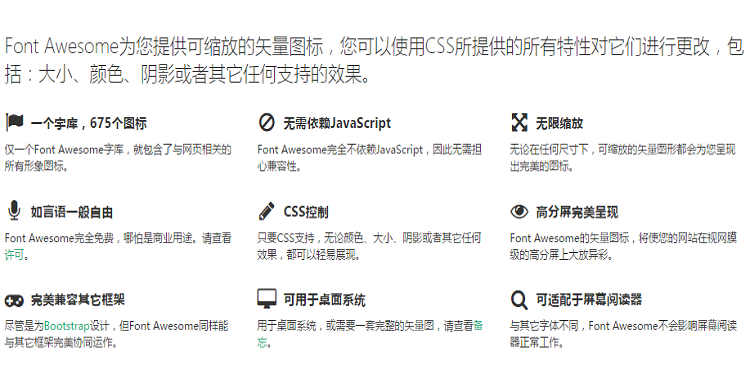 Font Awesome为您提供可缩放的矢量图标，您可以使用CSS所提供的所有特性对它们进行更改，包
括：大小、颜色、阴影或者其它任何支持的效果。
一个字库，675个图标
仅一个Font Awesome字库，就包含了与网页相关的
所有形象图标。
无需依赖JavaScript
Font Awesome完全不依赖JavaScript，因此无需担
心兼容性。
无限缩放
无论在任何尺寸下，可缩放的矢量图形都会为您呈现
出完美的图标。
如言语一般自由
Font Awesome完全免费，哪怕是商业用途。请查看
许可。
CSS控制
只要CSS支持，无论颜色、大小、阴影或者其它任何
效果，都可以轻易展现。
高分屏完美呈现
Font Awesome的矢量图标，将使您的网站在视网膜
级的高分屏上大放异彩。
完美兼容其它框架
尽管是为Bootstrap设计，但Font Awesome同样能
与其它框架完美协同运作。
可用于桌面系统
用于桌面系统，或需要一套完整的矢量图，请查看备
忘。
可适配于屏幕阅读器
与其它字体不同，Font Awesome不会影响屏幕阅读
器正常工作。